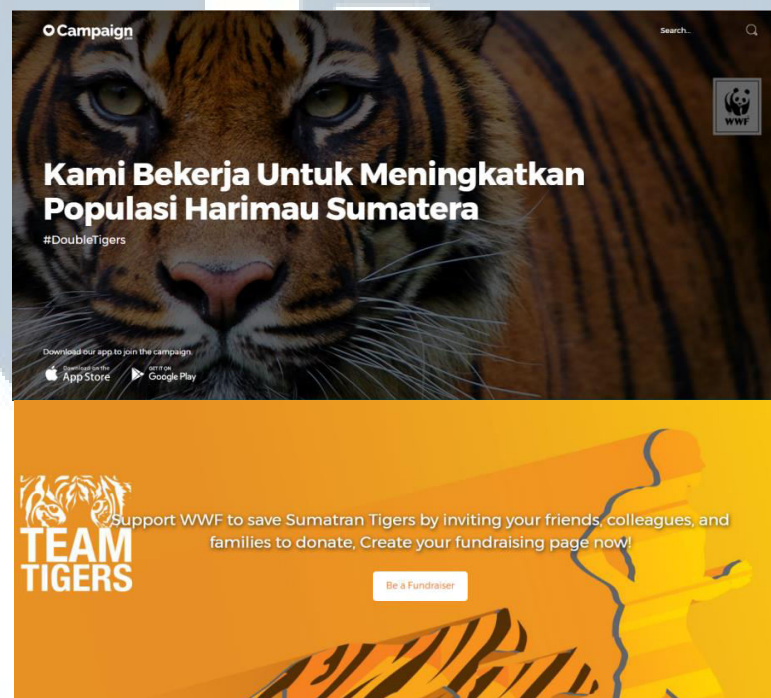 Campaign
Search...
WWF
Kami Bekerja Untuk Meningkatkan
Populasi Harimau Sumatera
#DoubleTigers
Download our app to join the campaign.
Download on the
App Store
GET IT ON
Google Play
TEAM
TIGERS
Support WWF to save Sumatran Tigers by inviting your friends, colleagues, and
families to donate, Create your fundraising page now!
Be a Fundraiser